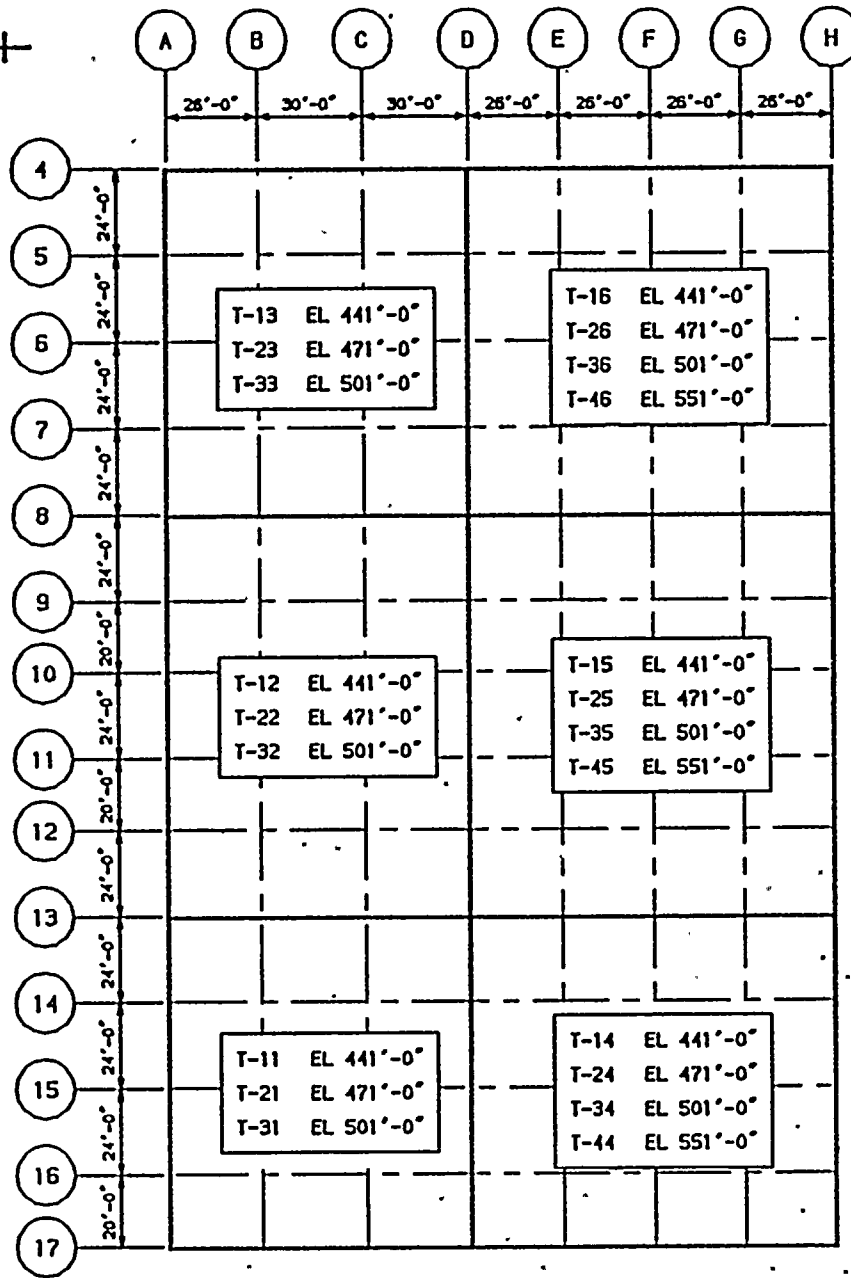 A B C D E F G H
26'-0" 30'-0" 30'-0" 26'-0" 26'-0" 26'-0" 26'-0"
4
24'-0"
5
24'-0"
T-13 EL 441'-0"
T-23 EL 471'-0"
T-33 EL 501'-0"
T-16 EL 441'-0"
T-26 EL 471'-0"
T-36 EL 501'-0"
T-46 EL 551'-0"
6
24'-0"
7
24'-0"
8
24'-0"
9
20'-0"
10
T-12 EL 441'-0"
T-22 EL 471'-0"
T-32 EL 501'-0"
T-15 EL 441'-0"
T-25 EL 471'-0"
T-35 EL 501'-0"
T-45 EL 551'-0"
24'-0"
11
20'-0"
12
24'-0"
13
24'-0"
14
24'-0"
T-11 EL 441'-0"
T-21 EL 471'-0"
T-31 EL 501'-0"
T-14 EL 441'-0"
T-24 EL 471'-0"
T-34 EL 501'-0"
T-44 EL 551'-0"
15
24'-0"
16
20'-0"
17